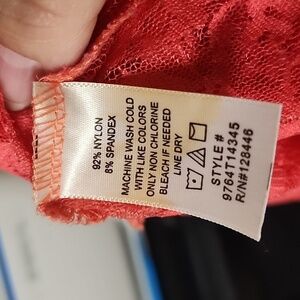 92% NYLON
8% SPANDEX
MACHINE WASH COLD
WITH LIKE COLORS
ONLY NON CHLORINE
BLEACH IF NEEDED
LINE DRY
STYLE #
9764T14345
R/N#128446